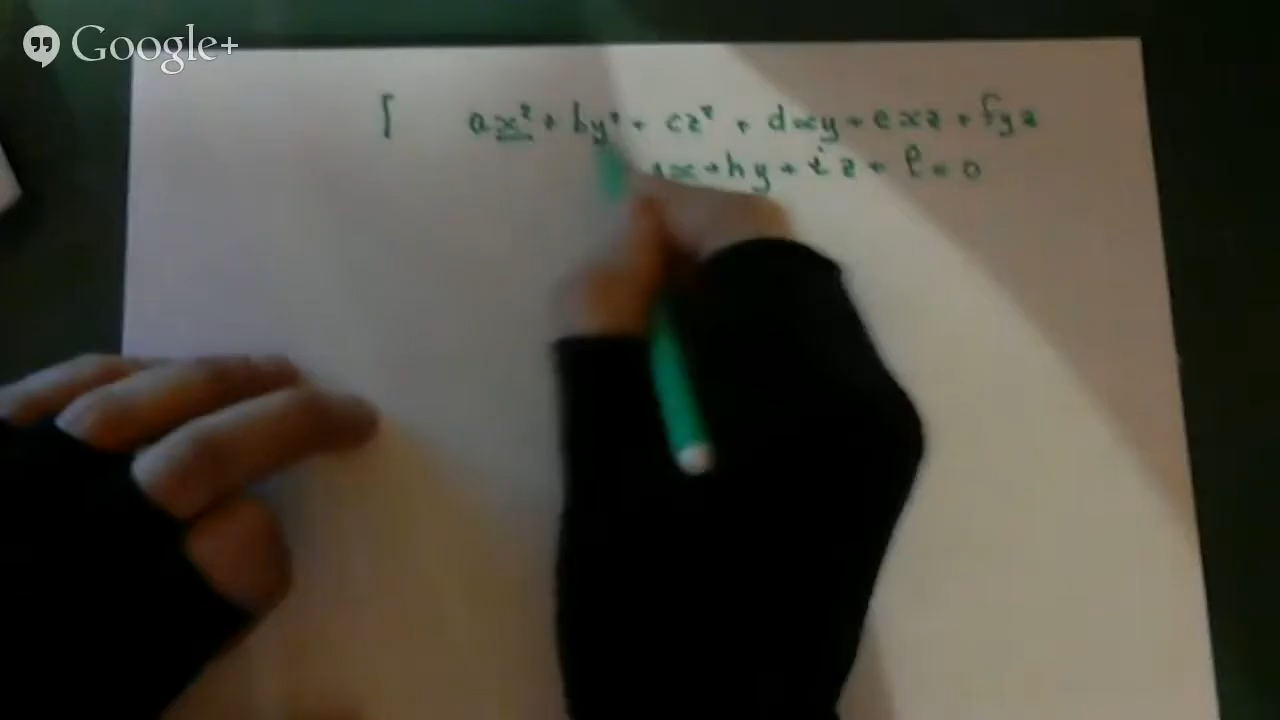 Google+
[ ax² + by² + cz² + dxy + exz + fyz
x + hy + iz + l = 0